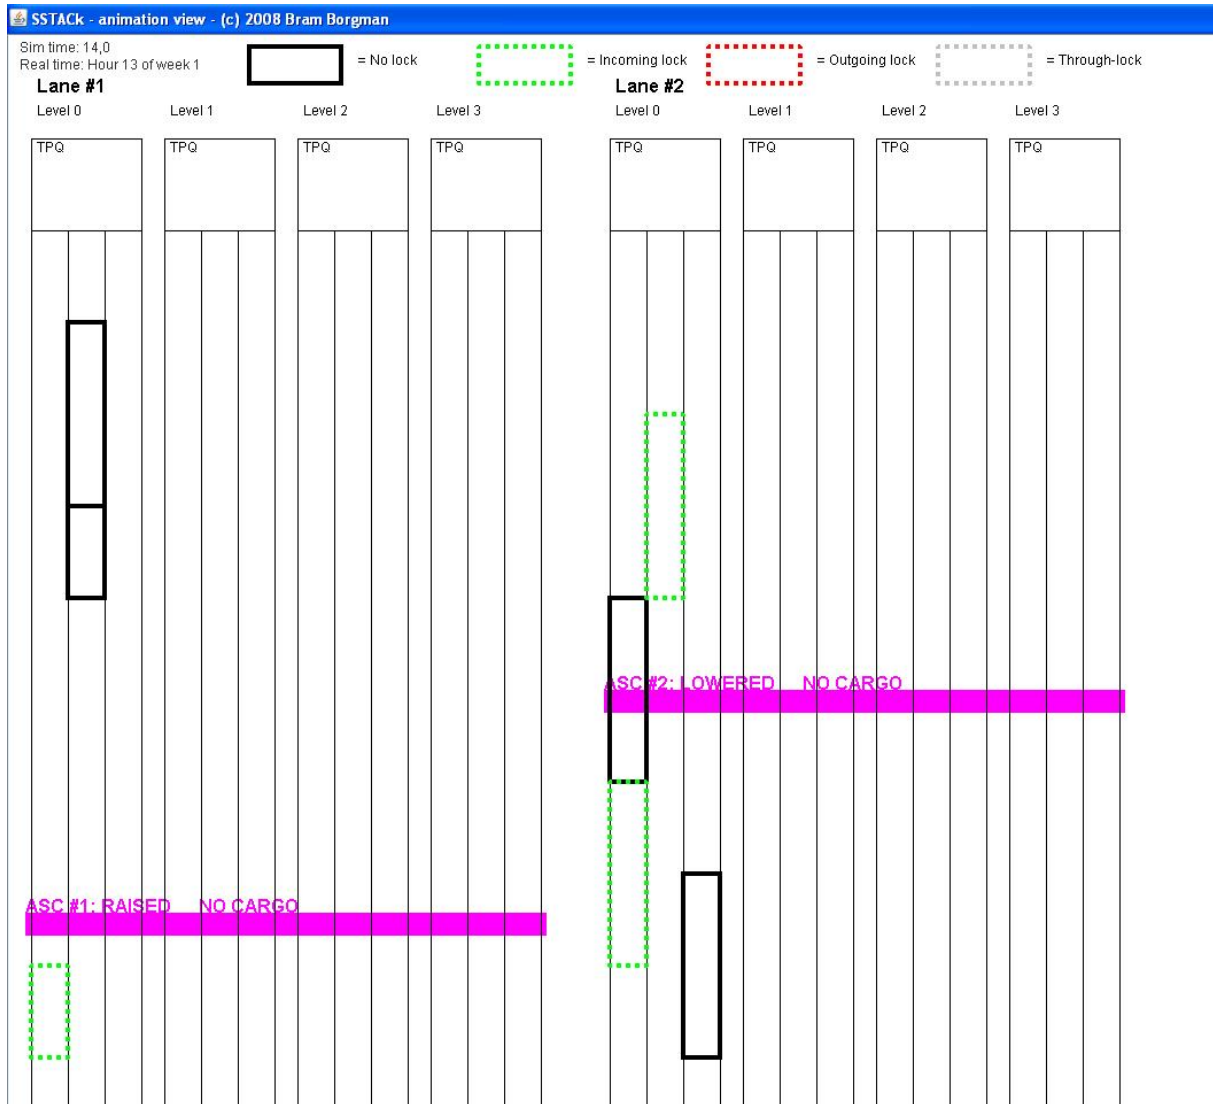 SSTACk - animation view - (c) 2008 Bram Borgman
Sim time: 14,0
Real time: Hour 13 of week 1
= No lock
= Incoming lock
= Outgoing lock
= Through-lock
Lane #1
Lane #2
Level 0
Level 1
Level 2
Level 3
Level 0
Level 1
Level 2
Level 3
TPQ
TPQ
TPQ
TPQ
TPQ
TPQ
TPQ
TPQ
ASC #2: LOWERED NO CARGO
ASC #1: RAISED NO CARGO